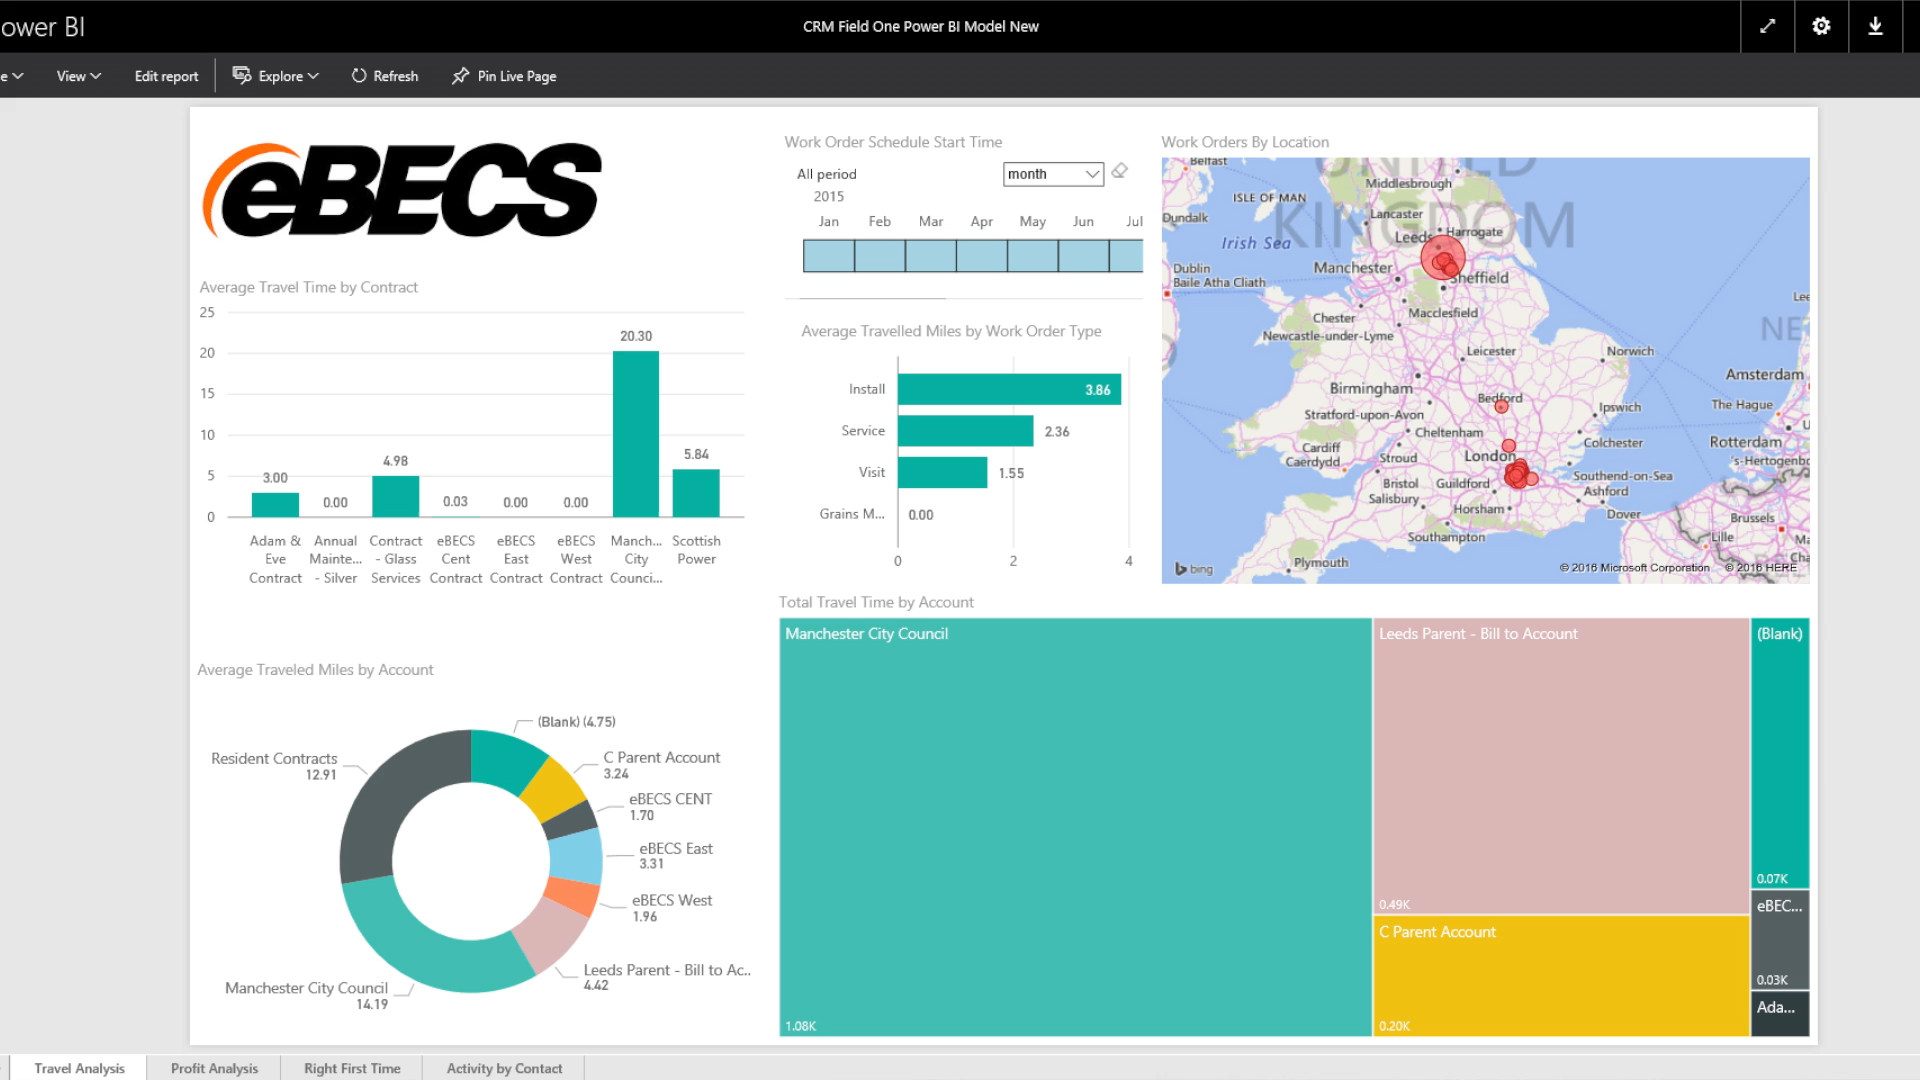 ower BI
CRM Field One Power BI Model New
e
View
Edit report
Explore
Refresh
Pin Live Page
eBECS
Work Order Schedule Start Time
All period
month
2015
Jan Feb Mar Apr May Jun Jul
Work Orders By Location
Belfast
UNITED
KINGDOM
Middlesbrough
ISLE OF MAN
Lancaster
Dundalk
Harrogate
Leeds
Irish Sea
Dublin
Baile Atha Cliath
Manchester
Sheffield
Lee
Chester
Macclesfield
Newcastle-under-Lyme
NE
Leicester
Norwich
Birmingham
Amsterdam
Bedford
The Hague
Stratford-upon-Avon
Ipswich
U
Cheltenham
Colchester
Rotterdam
Cardiff
Caerdydd
Stroud
London
's-Hertogenbo
Bristol
Guildford
Southend-on-Sea
Salisbury
Ashford
Horsham
Dover
Brussels
Southampton
Lille
Ma
Cha
Plymouth
bing
© 2016 Microsoft Corporation © 2016 HERE
Average Travel Time by Contract
25
20
15
10
5
0
3.00
0.00
4.98
0.03
0.00
0.00
20.30
5.84
Adam & Eve Contract
Annual Mainte... - Silver
Contract - Glass Services
eBECS Cent Contract
eBECS East Contract
eBECS West Contract
Manch... City Counci...
Scottish Power
Average Travelled Miles by Work Order Type
Install 3.86
Service 2.36
Visit 1.55
Grains M... 0.00
0 2 4
Average Traveled Miles by Account
(Blank) (4.75)
C Parent Account
3.24
eBECS CENT
1.70
eBECS East
3.31
eBECS West
1.96
Leeds Parent - Bill to Ac..
4.42
Manchester City Council
14.19
Resident Contracts
12.91
Total Travel Time by Account
Manchester City Council
1.08K
Leeds Parent - Bill to Account
0.49K
C Parent Account
0.20K
(Blank)
0.07K
eBEC...
0.03K
Ada...
Travel Analysis
Profit Analysis
Right First Time
Activity by Contact